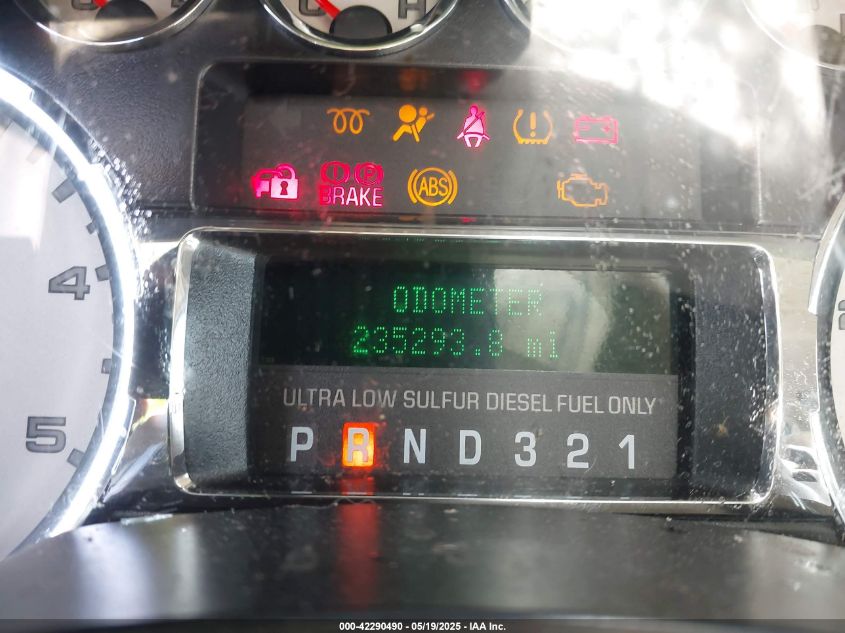 H
ABS
BRAKE
4
5
ODOMETER
235293.8 mi
ULTRA LOW SULFUR DIESEL FUEL ONLY
P R N D 3 2 1
000-42290490 - 05/19/2025 - IAA Inc.